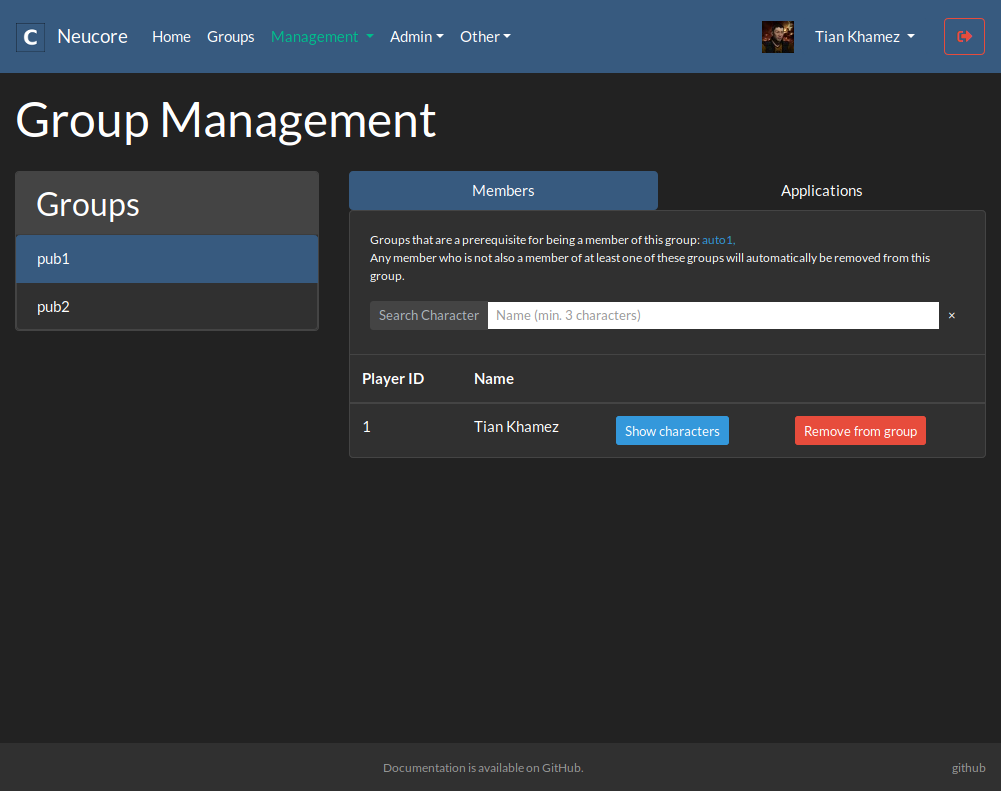 C Neucore Home Groups Management Admin Other Tian Khamez
Group Management
Groups
pub1
pub2
Members Applications
Groups that are a prerequisite for being a member of this group: auto1,
Any member who is not also a member of at least one of these groups will automatically be removed from this
group.
Search Character Name (min. 3 characters) ×
Player ID Name
1 Tian Khamez Show characters Remove from group
Documentation is available on GitHub. github